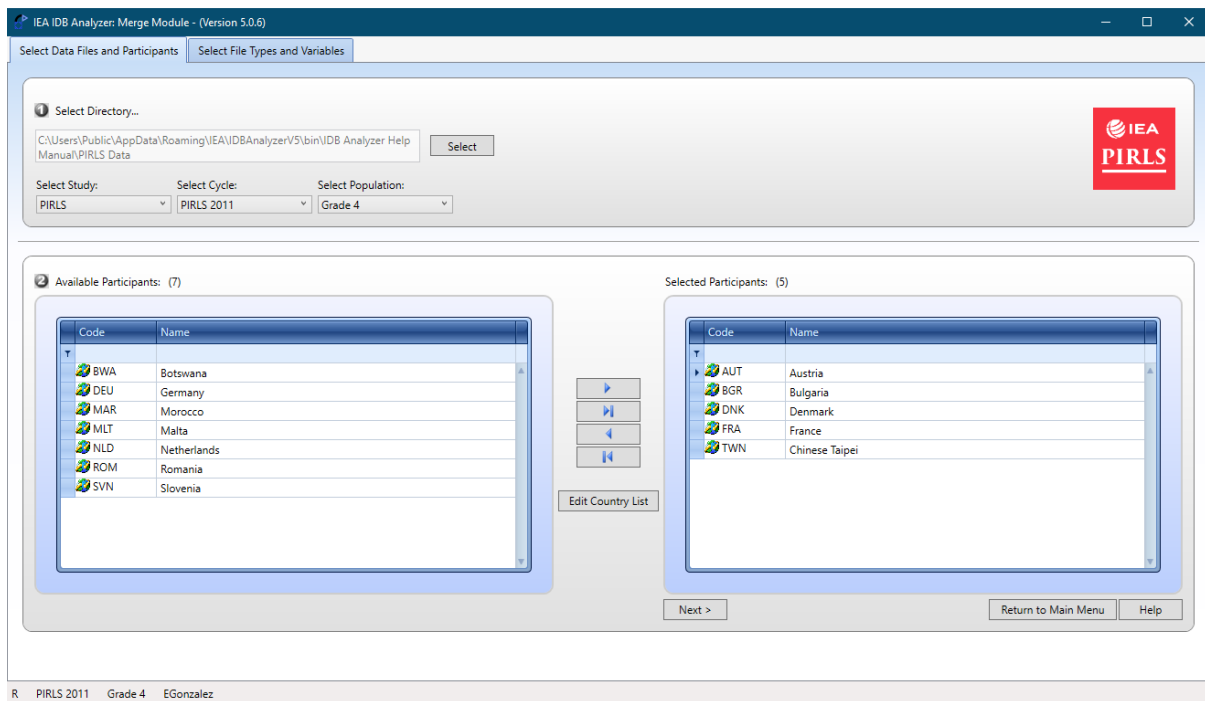 IEA IDB Analyzer: Merge Module - (Version 5.0.6)
Select Data Files and Participants
Select File Types and Variables
1 Select Directory...
C:\Users\Public\AppData\Roaming\IEA\IDBAnalyzerV5\bin\IDB Analyzer Help
Manual\PIRLS Data
Select
IEA
PIRLS
Select Study: Select Cycle: Select Population:
PIRLS PIRLS 2011 Grade 4
2 Available Participants: (7)
Code Name
BWA Botswana
DEU Germany
MAR Morocco
MLT Malta
NLD Netherlands
ROM Romania
SVN Slovenia
Edit Country List
Selected Participants: (5)
Code Name
AUT Austria
BGR Bulgaria
DNK Denmark
FRA France
TWN Chinese Taipei
Next > Return to Main Menu Help
R PIRLS 2011 Grade 4 EGonzalez